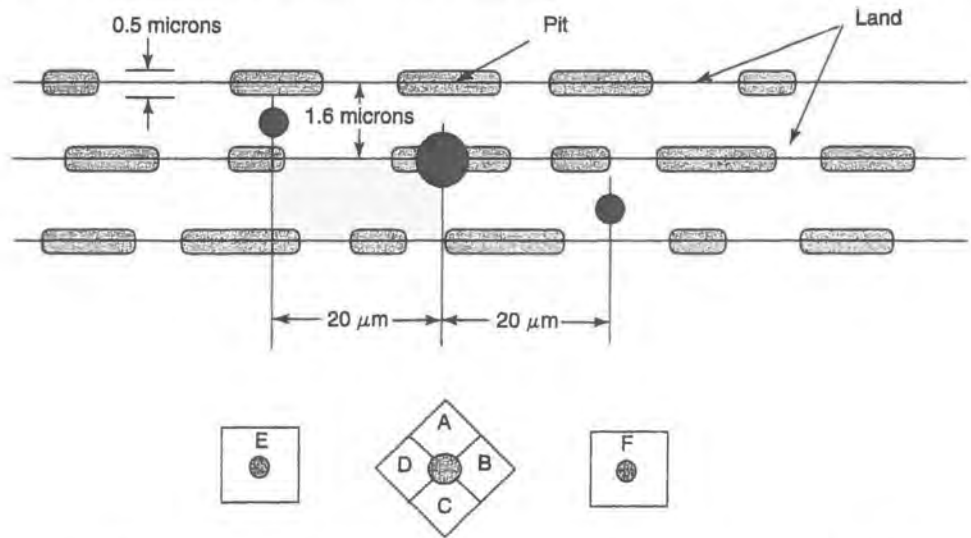 Pit
Land
0.5 microns
1.6 microns
20 μm
20 μm
E
A
F
D
B
C